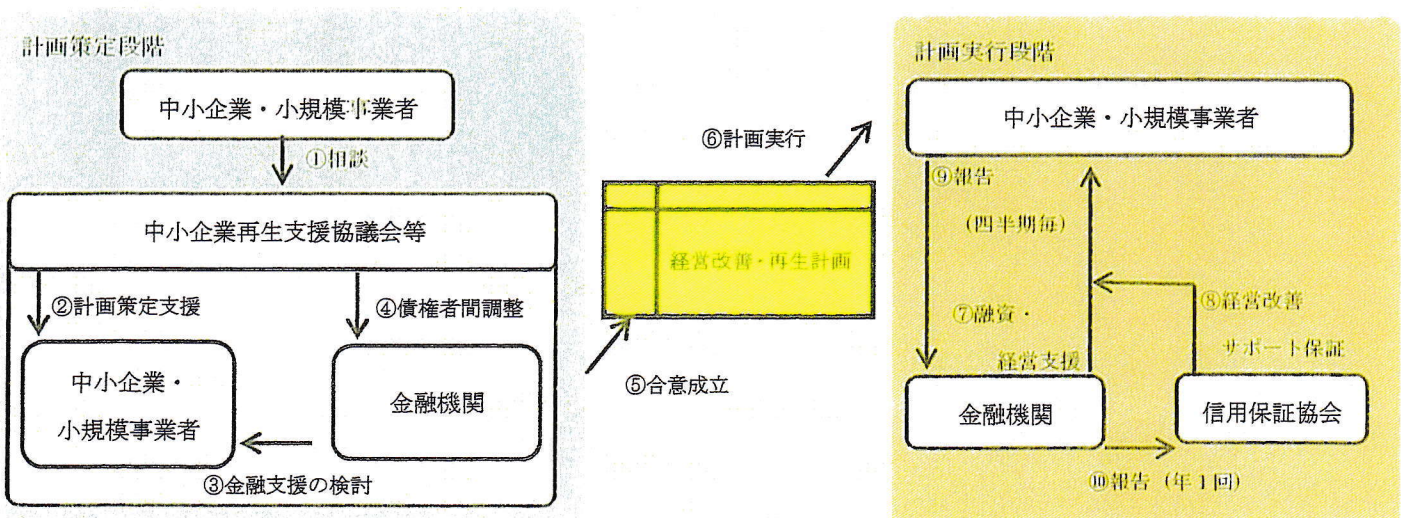 計画策定段階
中小企業・小規模事業者
①相談
中小企業再生支援協議会等
②計画策定支援
④債権者間調整
中小企業・
小規模事業者
金融機関
③金融支援の検討
⑤合意成立
経営改善・再生計画
⑥計画実行
計画実行段階
中小企業・小規模事業者
⑨報告
(四半期毎)
⑦融資・
経営支援
⑧経営改善
サポート保証
金融機関
信用保証協会
⑩報告（年１回）